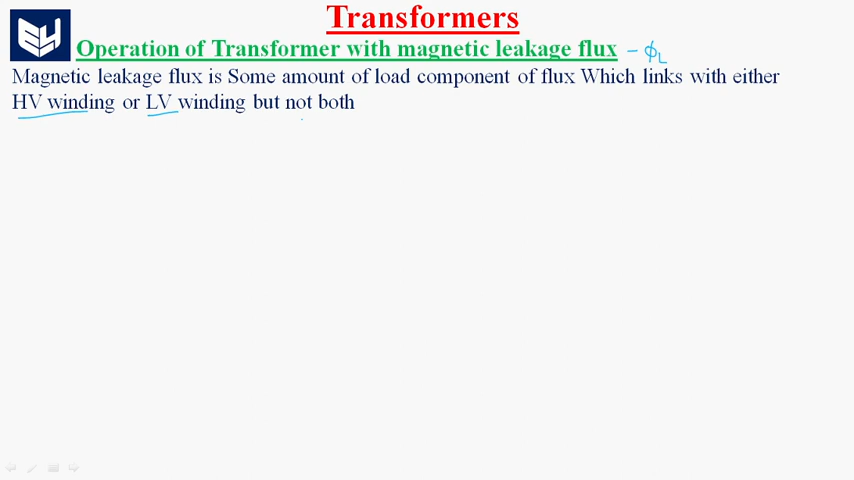 Transformers
Operation of Transformer with magnetic leakage flux - ϕL
Magnetic leakage flux is Some amount of load component of flux Which links with either
HV winding or LV winding but not both